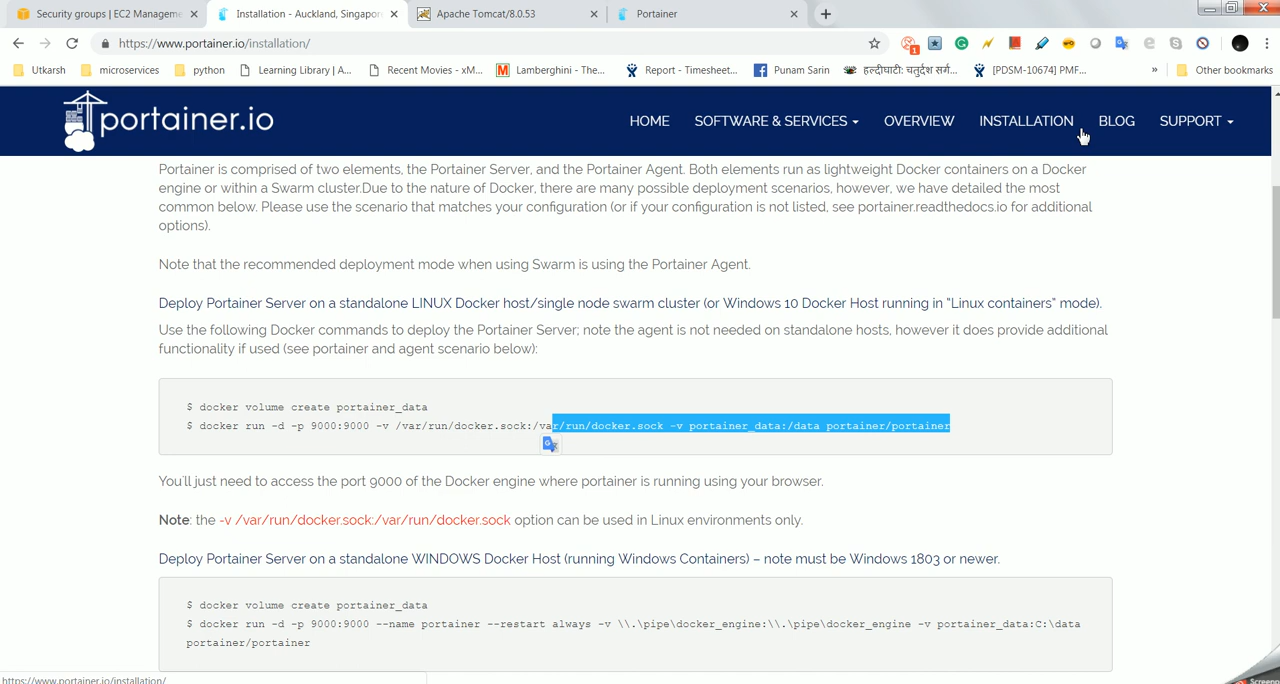 Security groups | EC2 Manageme
Installation - Auckland, Singapor
Apache Tomcat/8.0.53
Portainer
https://www.portainer.io/installation/
1
Utkarsh
microservices
python
Learning Library | A...
Recent Movies - xM...
Lamberghini - The...
Report - Timesheet...
Punam Sarin
हल्दीघाटी: चतुर्दश सर्ग...
[PDSM-10674] PMF...
»
Other bookmarks
portainer.io
HOME
SOFTWARE & SERVICES
OVERVIEW
INSTALLATION
BLOG
SUPPORT
Portainer is comprised of two elements, the Portainer Server, and the Portainer Agent. Both elements run as lightweight Docker containers on a Docker
engine or within a Swarm cluster.Due to the nature of Docker, there are many possible deployment scenarios, however, we have detailed the most
common below. Please use the scenario that matches your configuration (or if your configuration is not listed, see portainer.readthedocs.io for additional
options).
Note that the recommended deployment mode when using Swarm is using the Portainer Agent.
Deploy Portainer Server on a standalone LINUX Docker host/single node swarm cluster (or Windows 10 Docker Host running in “Linux containers” mode).
Use the following Docker commands to deploy the Portainer Server; note the agent is not needed on standalone hosts, however it does provide additional
functionality if used (see portainer and agent scenario below):
$ docker volume create portainer_data
$ docker run -d -p 9000:9000 -v /var/run/docker.sock:/var/run/docker.sock -v portainer_data:/data portainer/portainer
You'll just need to access the port 9000 of the Docker engine where portainer is running using your browser.
Note: the -v /var/run/docker.sock:/var/run/docker.sock option can be used in Linux environments only.
Deploy Portainer Server on a standalone WINDOWS Docker Host (running Windows Containers) – note must be Windows 1803 or newer.
$ docker volume create portainer_data
$ docker run -d -p 9000:9000 --name portainer --restart always -v \\.\pipe\docker_engine:\\.\pipe\docker_engine -v portainer_data:C:\data
portainer/portainer
https://www.portainer.io/installation/